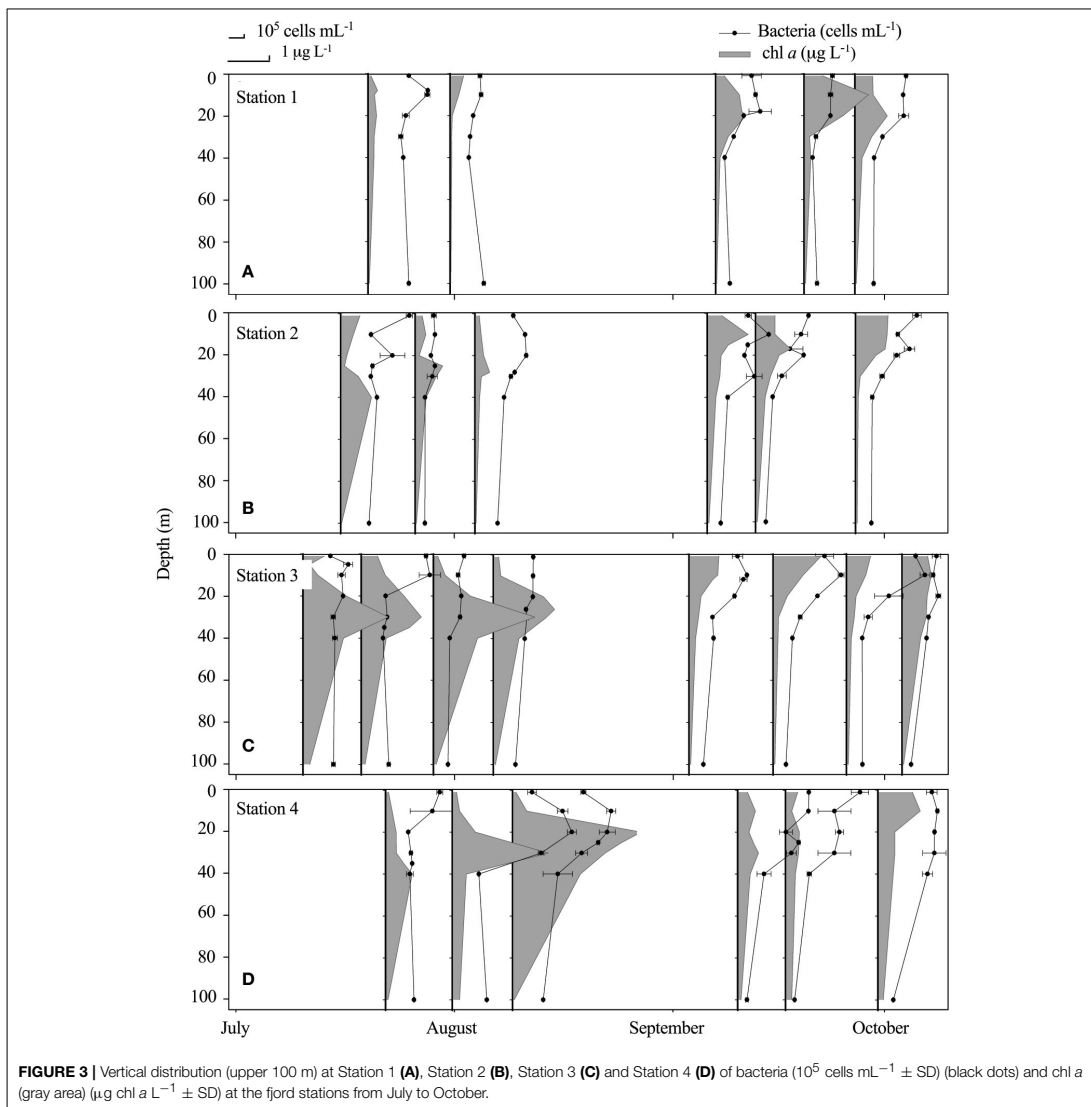 10⁵ cells mL⁻¹
1 μg L⁻¹
Bacteria (cells mL⁻¹)
chl a (μg L⁻¹)
Station 1
0
20
40
60
80
100
A
Station 2
0
20
40
60
80
100
B
Depth (m)
Station 3
0
20
40
60
80
100
C
Station 4
0
20
40
60
80
100
D
July August September October
FIGURE 3 | Vertical distribution (upper 100 m) at Station 1 (A), Station 2 (B), Station 3 (C) and Station 4 (D) of bacteria (10⁵ cells mL⁻¹ ± SD) (black dots) and chl a
(gray area) (μg chl a L⁻¹ ± SD) at the fjord stations from July to October.